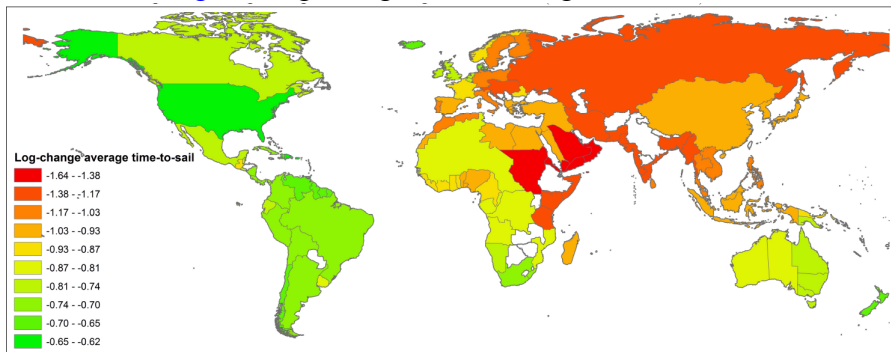 Log-change average time-to-sail
-1.64 - -1.38
-1.38 - -1.17
-1.17 - -1.03
-1.03 - -0.93
-0.93 - -0.87
-0.87 - -0.81
-0.81 - -0.74
-0.74 - -0.70
-0.70 - -0.65
-0.65 - -0.62